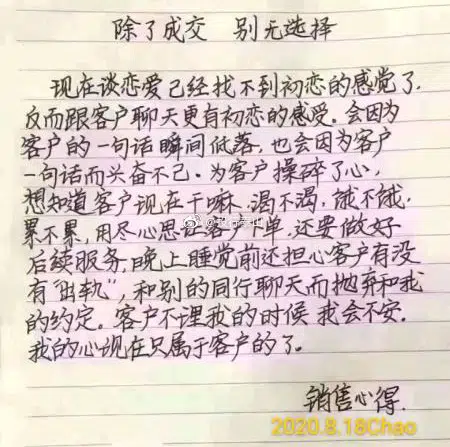 除了成交 别无选择
现在谈恋爱己经找不到初恋的感觉了.
反而跟客户聊天更有初恋的感受。会因为
客户的一句话瞬间低落,也会因为客户
一句话而兴奋不己。为客户操碎了心,
想知道客户现在干嘛,渴不渴,饿不饿,
累不累,用尽心思让客户下单,还要做好
后续服务,晚上睡觉前还担心客户有没
有“出轨”,和别的同行聊天而抛弃和我
的约定。客户不理我的时候 我会不安.
我的心现在只属于客户的了。
销售心得.
2020.8.18Chao